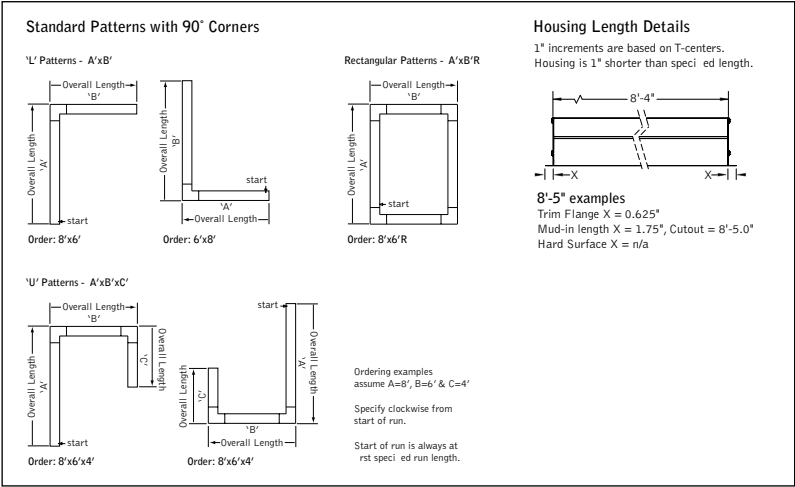 Standard Patterns with 90° Corners
‘L’ Patterns - A’xB’
Overall Length
‘B’
Overall Length
‘A’
start
Order: 8’x6’
Overall Length
‘B’
start
‘A’
Overall Length
Order: 6’x8’
Rectangular Patterns - A’xB’R
Overall Length
‘B’
Overall Length
‘A’
start
Order: 8’x6’R
‘U’ Patterns - A’xB’xC’
Overall Length
‘B’
Overall Length
‘A’
‘C’
Overall Length
start
Order: 8’x6’x4’
start
Overall Length
‘A’
Overall Length
‘C’
‘B’
Overall Length
Order: 8’x6’x4’
Ordering examples
assume A=8’, B=6’ & C=4’
Specify clockwise from
start of run.
Start of run is always at
rst speci ed run length.
Housing Length Details
1" increments are based on T-centers.
Housing is 1" shorter than speci ed length.
8'-4"
X
X
8'-5" examples
Trim Flange X = 0.625"
Mud-in length X = 1.75", Cutout = 8'-5.0"
Hard Surface X = n/a